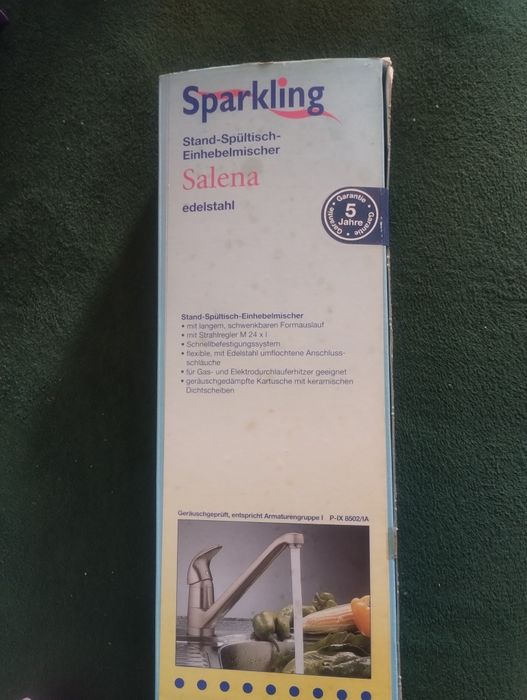 Sparkling
Stand-Spültisch-
Einhebelmischer
Salena
edelstahl
Garantie • Garantie • Garantie •
5
Jahre
Stand-Spültisch-Einhebelmischer
• mit langem, schwenkbaren Formauslauf
• mit Strahlregler M 24 x I
• Schnellbefestigungssystem
• flexible, mit Edelstahl umflochtene Anschluss-
schläuche
• für Gas- und Elektrodurchlauferhitzer geeignet
• geräuschgedämpfte Kartusche mit keramischen
Dichtscheiben
Geräuschgeprüft, entspricht Armaturengruppe I P-IX 8502/IA